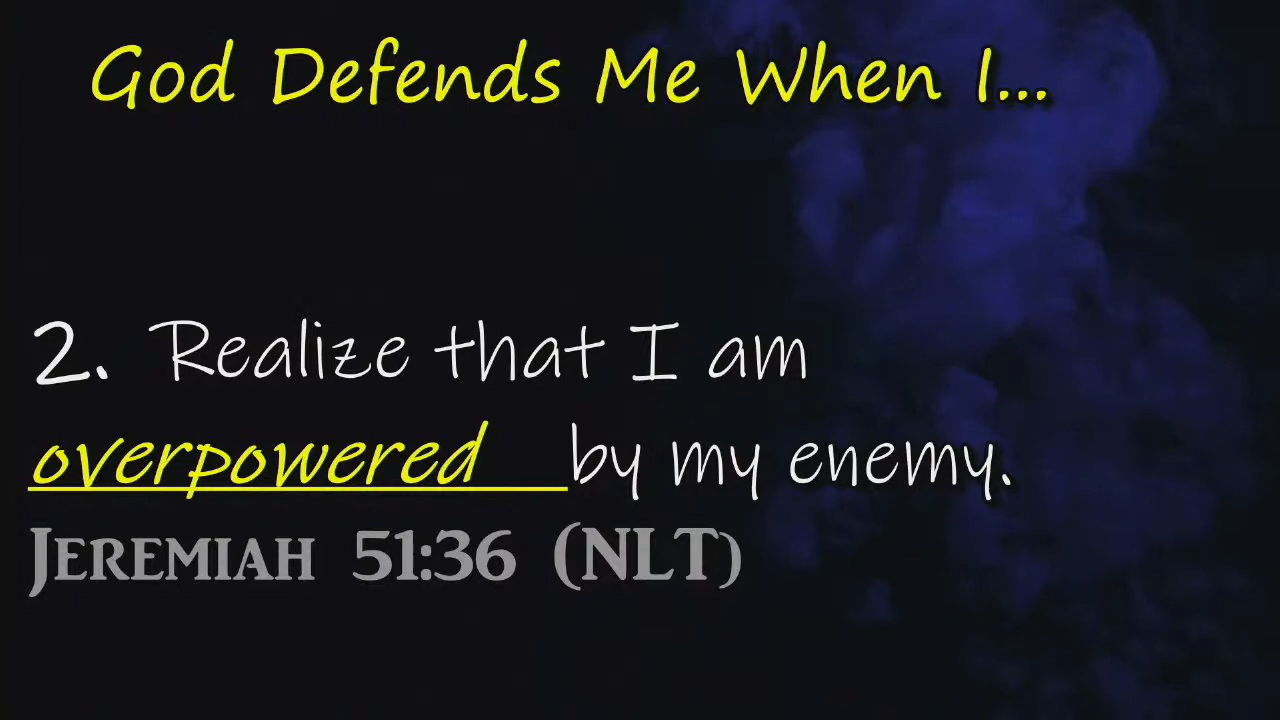 God Defends Me When I...
2. Realize that I am
overpowered by my enemy.
JEREMIAH 51:36 (NLT)